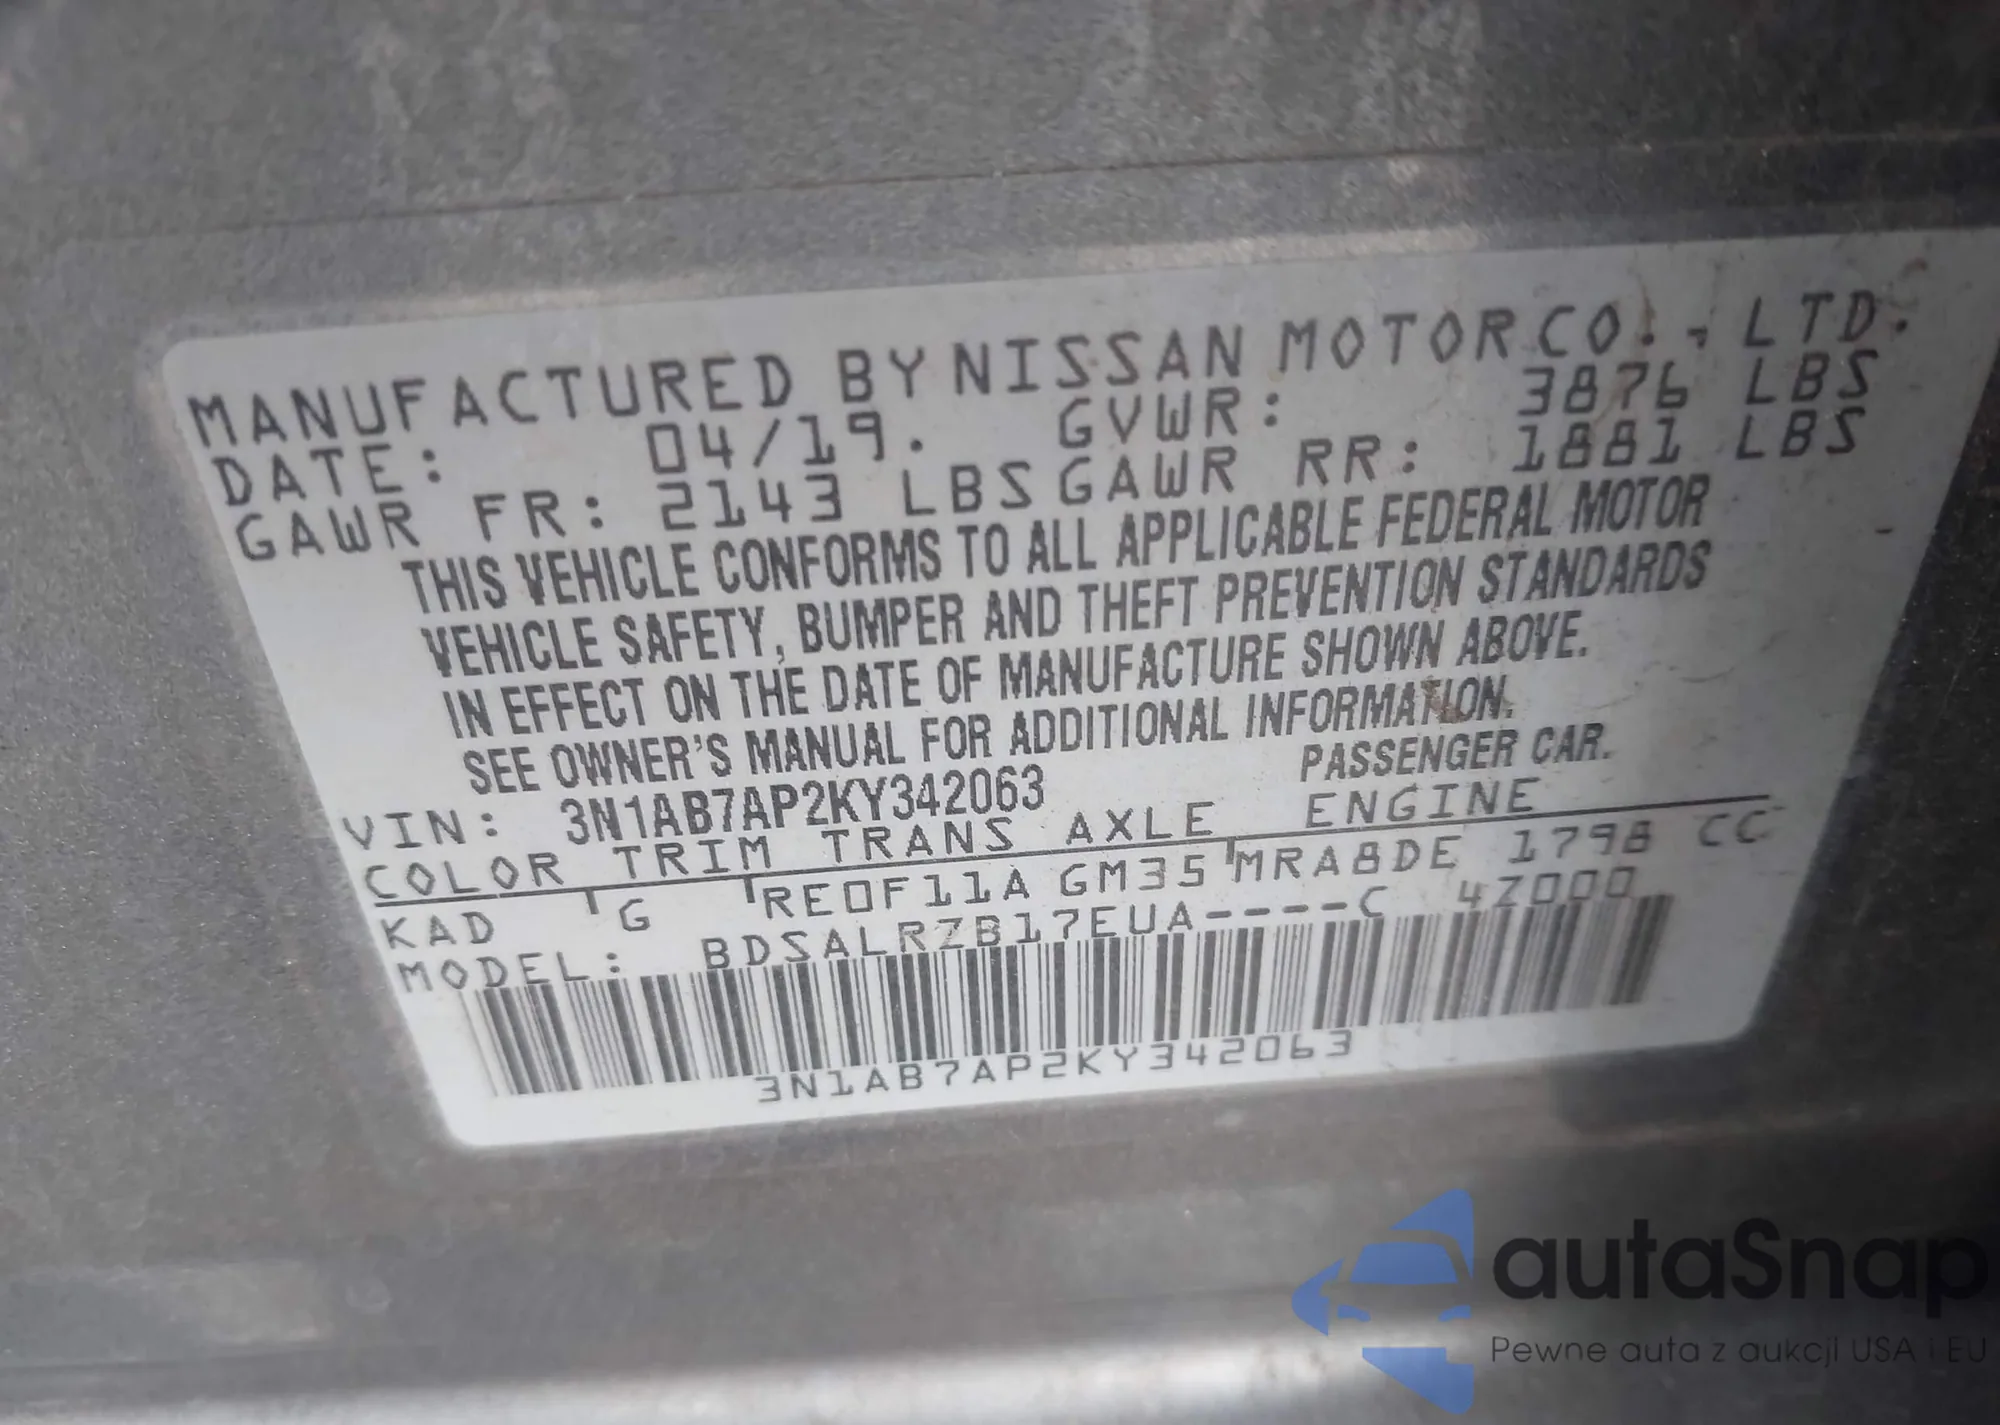 MANUFACTURED BY NISSAN MOTOR CO., LTD.
DATE: 04/19. GVWR: 3876 LBS
GAWR FR: 2143 LBS GAWR RR: 1881 LBS
THIS VEHICLE CONFORMS TO ALL APPLICABLE FEDERAL MOTOR
VEHICLE SAFETY, BUMPER AND THEFT PREVENTION STANDARDS
IN EFFECT ON THE DATE OF MANUFACTURE SHOWN ABOVE.
SEE OWNER'S MANUAL FOR ADDITIONAL INFORMATION.
VIN: 3N1AB7AP2KY342063 PASSENGER CAR.
COLOR TRIM TRANS AXLE ENGINE
KAD G RE0F11A GM35 MRA8DE 1798 CC
MODEL: BDSALRZB17EUA----C 4Z000
3N1AB7AP2KY342063
autaSnap
Pewne auta z aukcji USA i EU